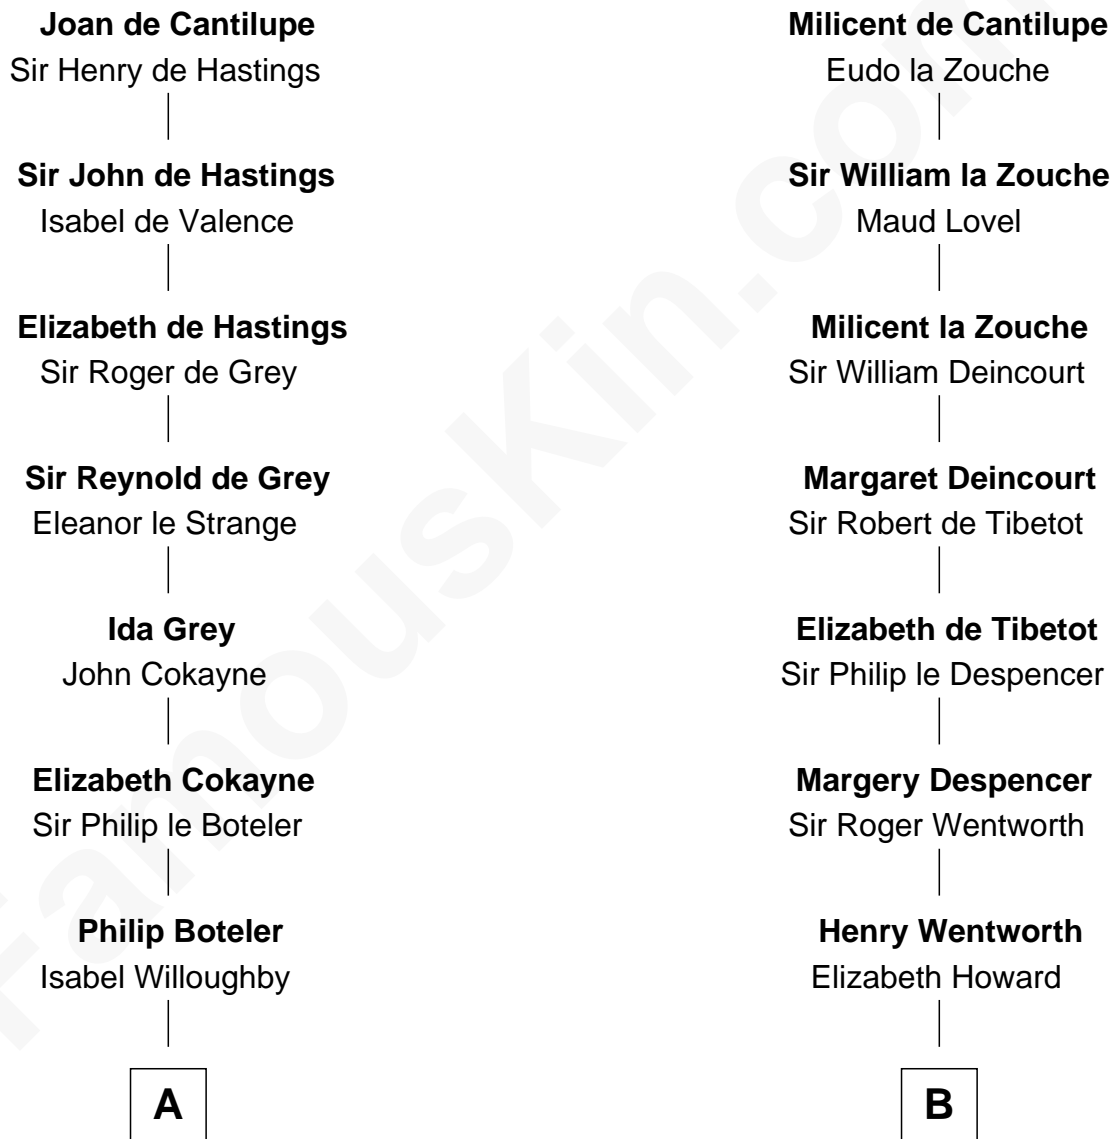 Joan de Cantilupe
Sir Henry de Hastings
Sir John de Hastings
Isabel de Valence
Elizabeth de Hastings
Sir Roger de Grey
Sir Reynold de Grey
Eleanor le Strange
Ida Grey
John Cokayne
Elizabeth Cokayne
Sir Philip le Boteler
Philip Boteler
Isabel Willoughby
A
Milicent de Cantilupe
Eudo la Zouche
Sir William la Zouche
Maud Lovel
Milicent la Zouche
Sir William Deincourt
Margaret Deincourt
Sir Robert de Tibetot
Elizabeth de Tibetot
Sir Philip le Despencer
Margery Despencer
Sir Roger Wentworth
Henry Wentworth
Elizabeth Howard
B
FamousKin.com